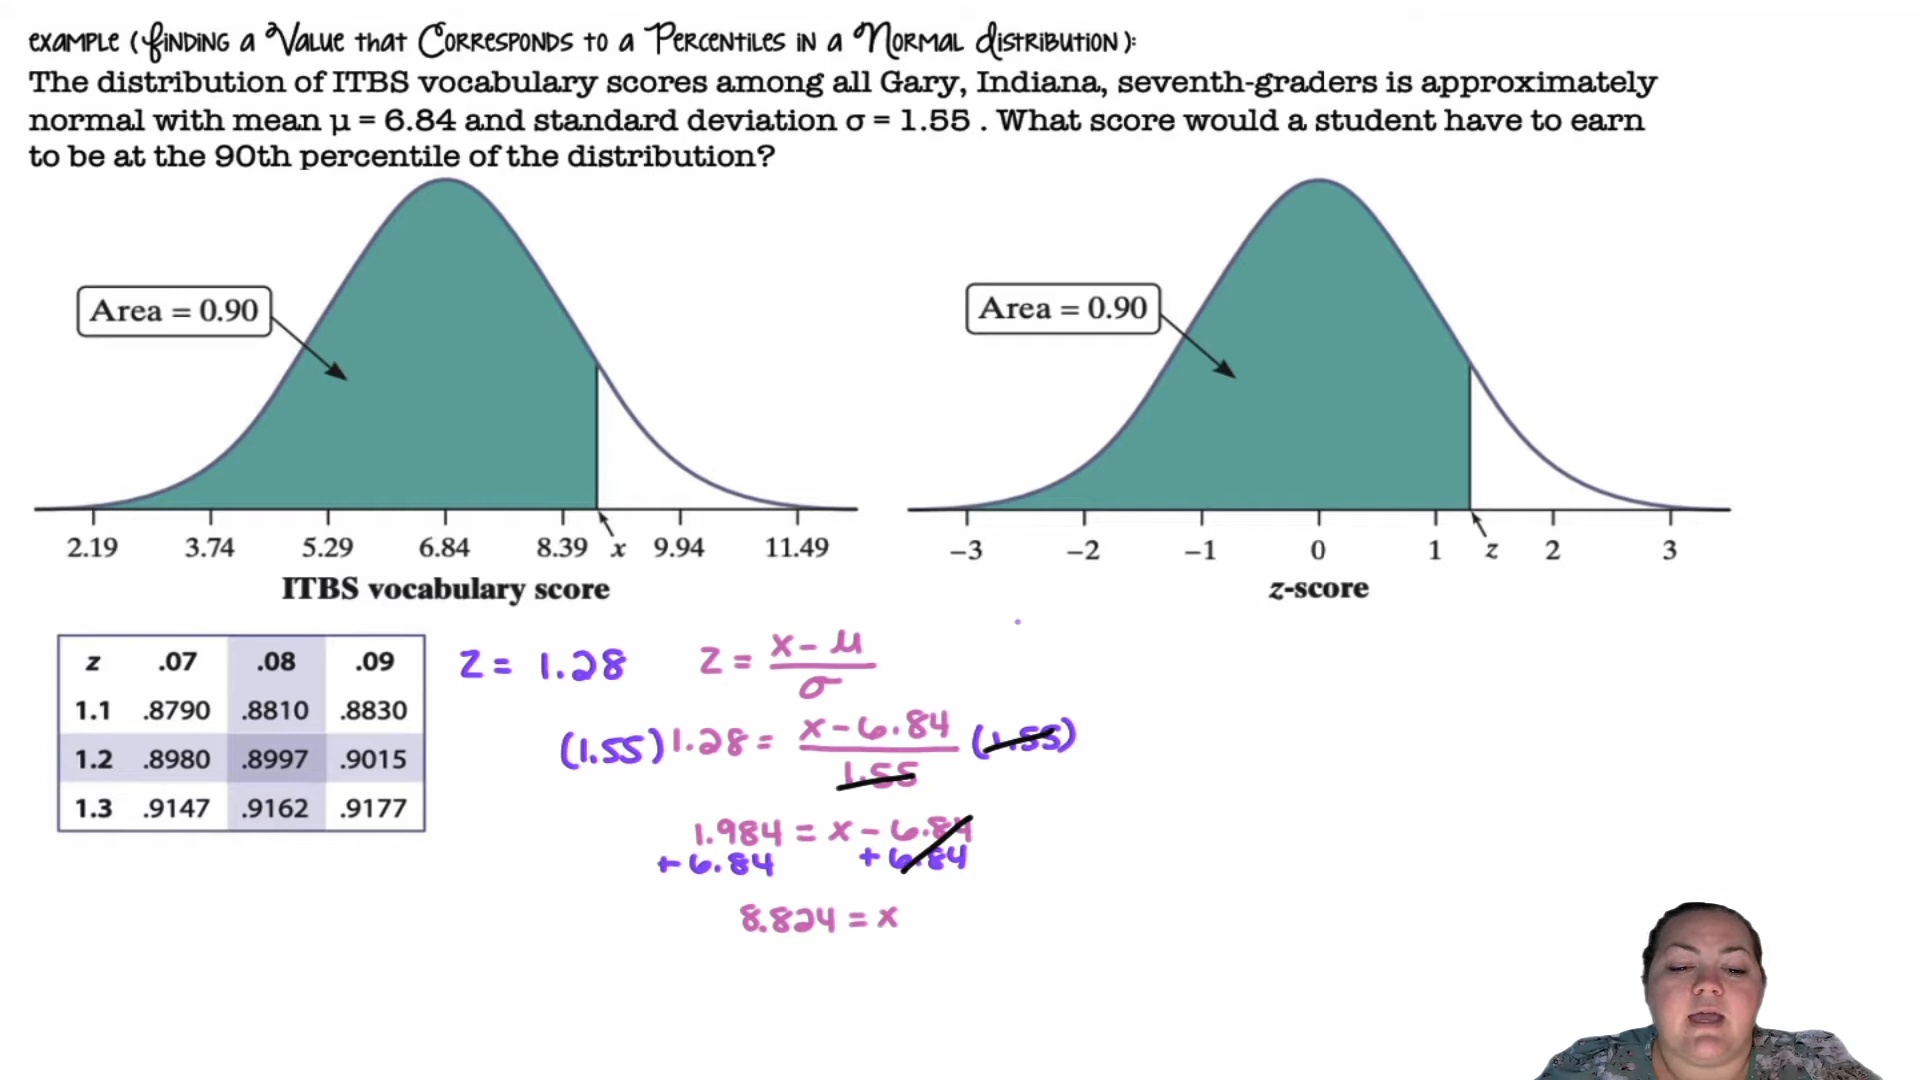 example (Finding a Value that Corresponds to a Percentiles in a Normal Distribution):
The distribution of ITBS vocabulary scores among all Gary, Indiana, seventh-graders is approximately
normal with mean μ = 6.84 and standard deviation σ = 1.55 . What score would a student have to earn
to be at the 90th percentile of the distribution?
Area = 0.90
2.19 3.74 5.29 6.84 8.39 x 9.94 11.49
ITBS vocabulary score
Area = 0.90
−3 −2 −1 0 1 z 2 3
z-score
z .07 .08 .09
1.1 .8790 .8810 .8830
1.2 .8980 .8997 .9015
1.3 .9147 .9162 .9177
z = 1.28
z = x − μ
σ
(1.55) 1.28 = x − 6.84 (1.55)
1.55
1.984 = x − 6.84
+ 6.84 + 6.84
8.824 = x